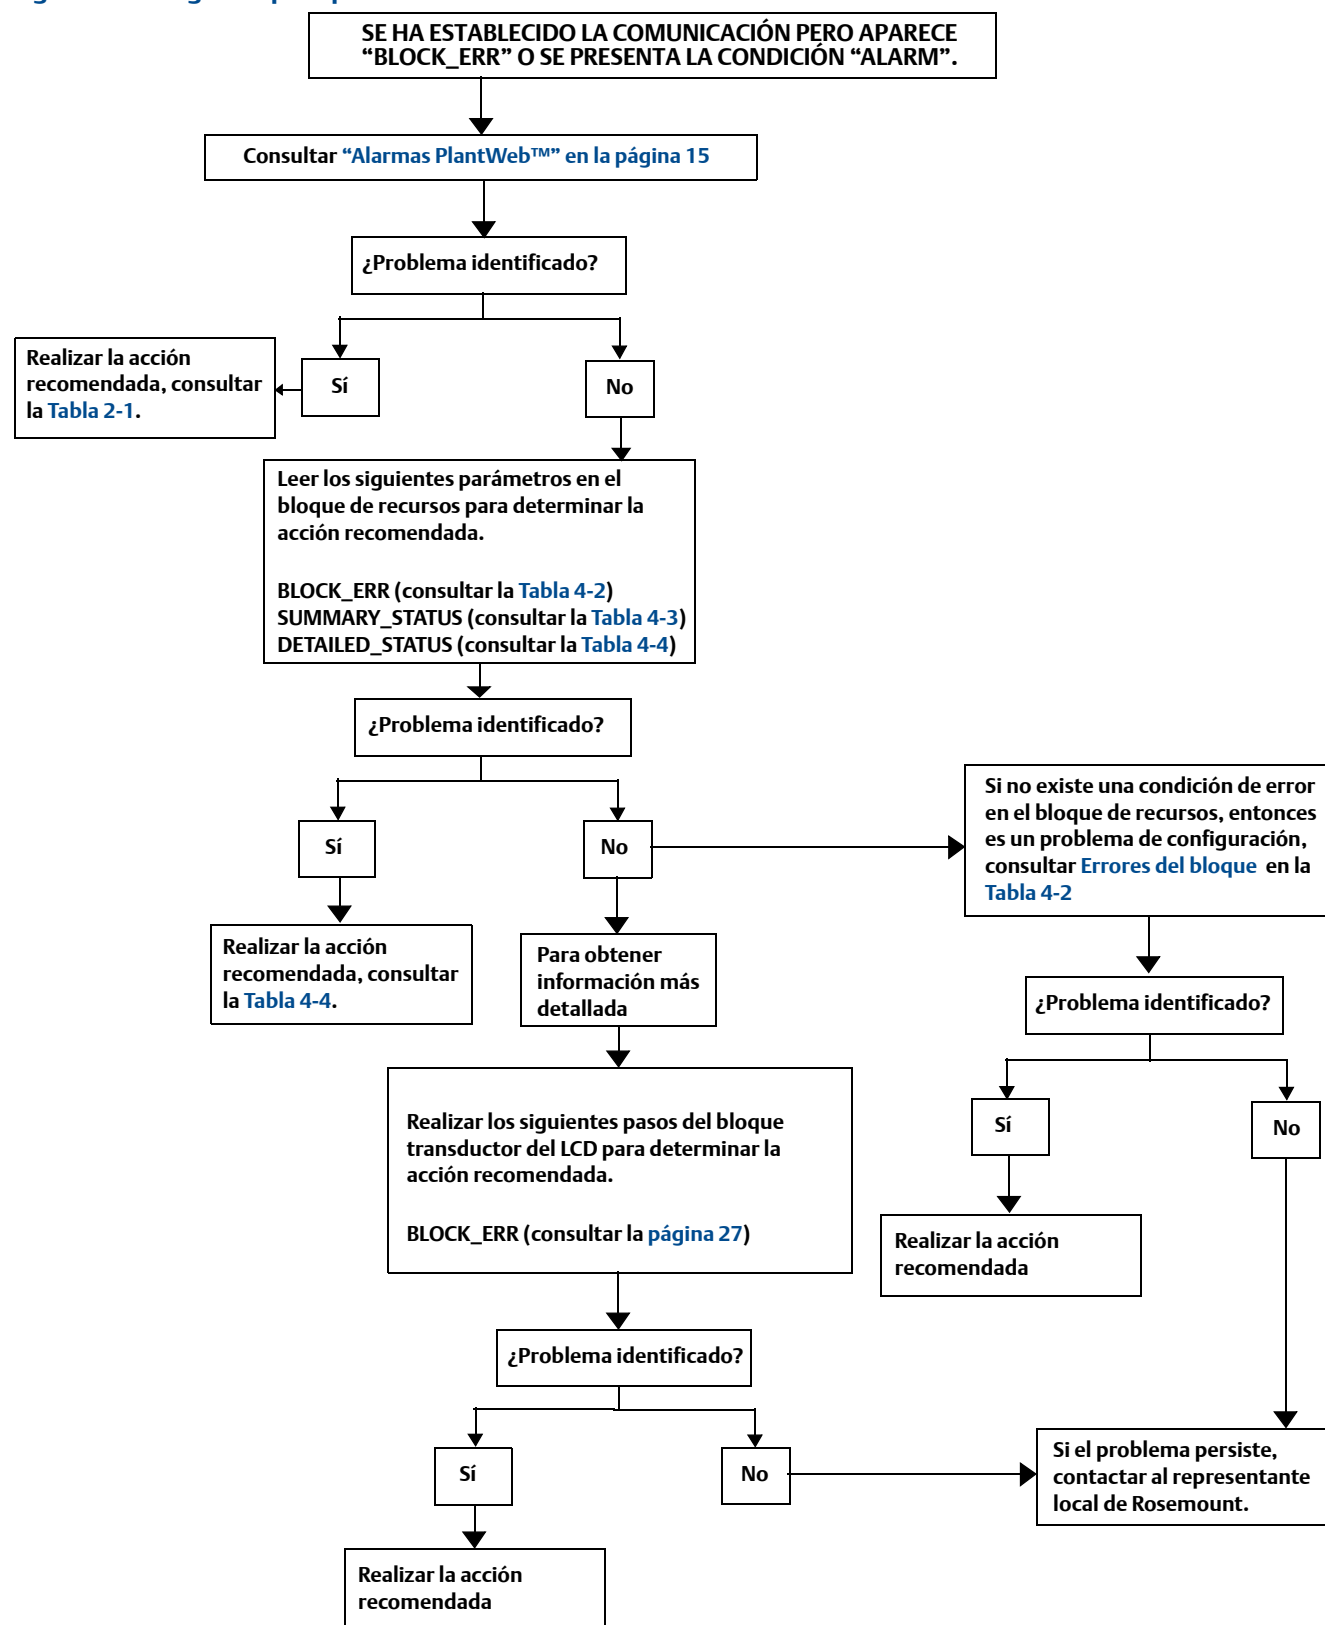 SE HA ESTABLECIDO LA COMUNICACIÓN PERO APARECE
“BLOCK_ERR” O SE PRESENTA LA CONDICIÓN “ALARM”.
Consultar “Alarmas PlantWeb™” en la página 15
¿Problema identificado?
Realizar la acción
recomendada, consultar
la Tabla 2-1.
Sí
No
Leer los siguientes parámetros en el
bloque de recursos para determinar la
acción recomendada.
BLOCK_ERR (consultar la Tabla 4-2)
SUMMARY_STATUS (consultar la Tabla 4-3)
DETAILED_STATUS (consultar la Tabla 4-4)
¿Problema identificado?
Sí
No
Si no existe una condición de error
en el bloque de recursos, entonces
es un problema de configuración,
consultar Errores del bloque en la
Tabla 4-2
Realizar la acción
recomendada, consultar
la Tabla 4-4.
Para obtener
información más
detallada
¿Problema identificado?
Sí
No
Realizar los siguientes pasos del bloque
transductor del LCD para determinar la
acción recomendada.
BLOCK_ERR (consultar la página 27)
Realizar la acción
recomendada
¿Problema identificado?
Sí
No
Si el problema persiste,
contactar al representante
local de Rosemount.
Realizar la acción
recomendada